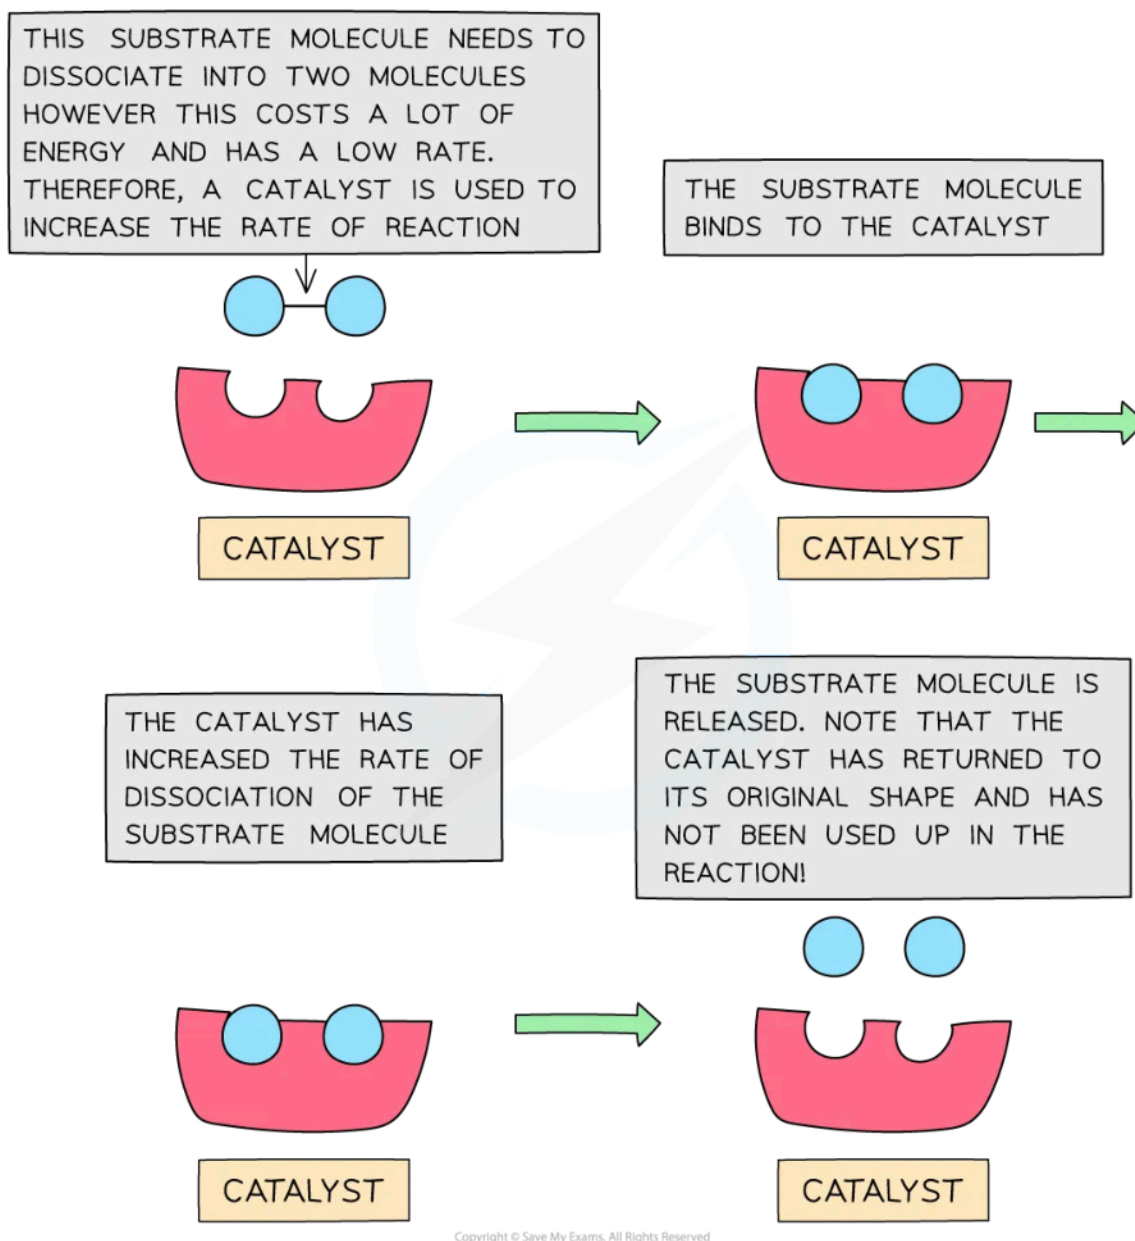 THIS SUBSTRATE MOLECULE NEEDS TO
DISSOCIATE INTO TWO MOLECULES
HOWEVER THIS COSTS A LOT OF
ENERGY AND HAS A LOW RATE.
THEREFORE, A CATALYST IS USED TO
INCREASE THE RATE OF REACTION
THE SUBSTRATE MOLECULE
BINDS TO THE CATALYST
CATALYST
CATALYST
THE CATALYST HAS
INCREASED THE RATE OF
DISSOCIATION OF THE
SUBSTRATE MOLECULE
THE SUBSTRATE MOLECULE IS
RELEASED. NOTE THAT THE
CATALYST HAS RETURNED TO
ITS ORIGINAL SHAPE AND HAS
NOT BEEN USED UP IN THE
REACTION!
CATALYST
CATALYST
Copyright © Save My Exams. All Rights Reserved